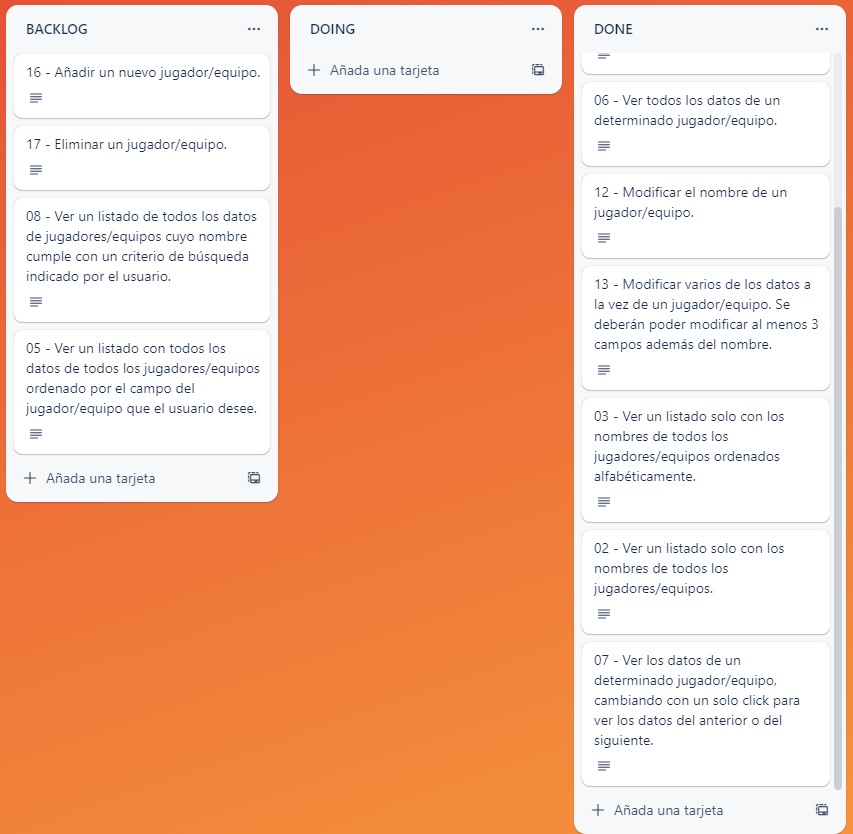 BACKLOG
16 - Añadir un nuevo jugador/equipo.
17 - Eliminar un jugador/equipo.
08 - Ver un listado de todos los datos
de jugadores/equipos cuyo nombre
cumple con un criterio de búsqueda
indicado por el usuario.
05 - Ver un listado con todos los
datos de todos los jugadores/equipos
ordenado por el campo del
jugador/equipo que el usuario desee.
Añada una tarjeta
DOING
Añada una tarjeta
DONE
06 - Ver todos los datos de un
determinado jugador/equipo.
12 - Modificar el nombre de un
jugador/equipo.
13 - Modificar varios de los datos a
la vez de un jugador/equipo. Se
deberán poder modificar al menos 3
campos además del nombre.
03 - Ver un listado solo con los
nombres de todos los
jugadores/equipos ordenados
alfabéticamente.
02 - Ver un listado solo con los
nombres de todos los
jugadores/equipos.
07 - Ver los datos de un
determinado jugador/equipo,
cambiando con un solo click para
ver los datos del anterior o del
siguiente.
Añada una tarjeta